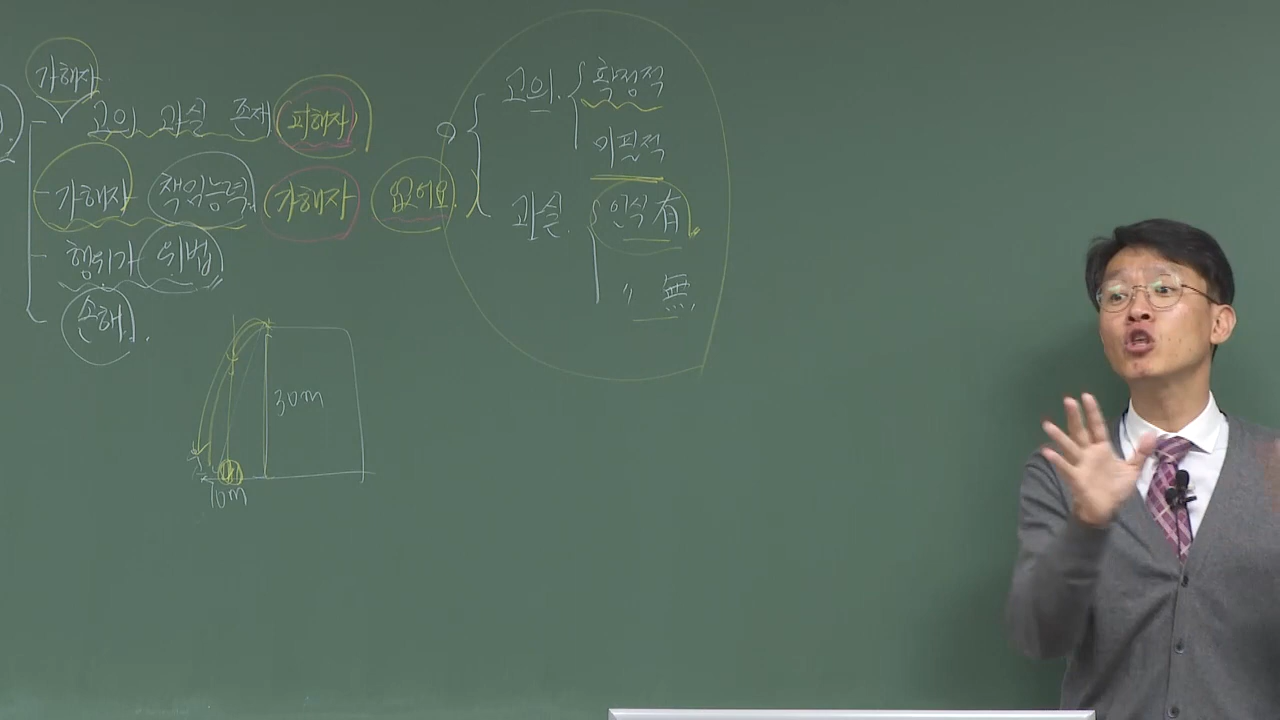 가해자
고의 과실 존재 피해자
가해자 책임능력 가해자 없어요.
행위가 위법
손해.
고의. 확정적
미필적
과실. 인식 有
〃 無
30m
10m